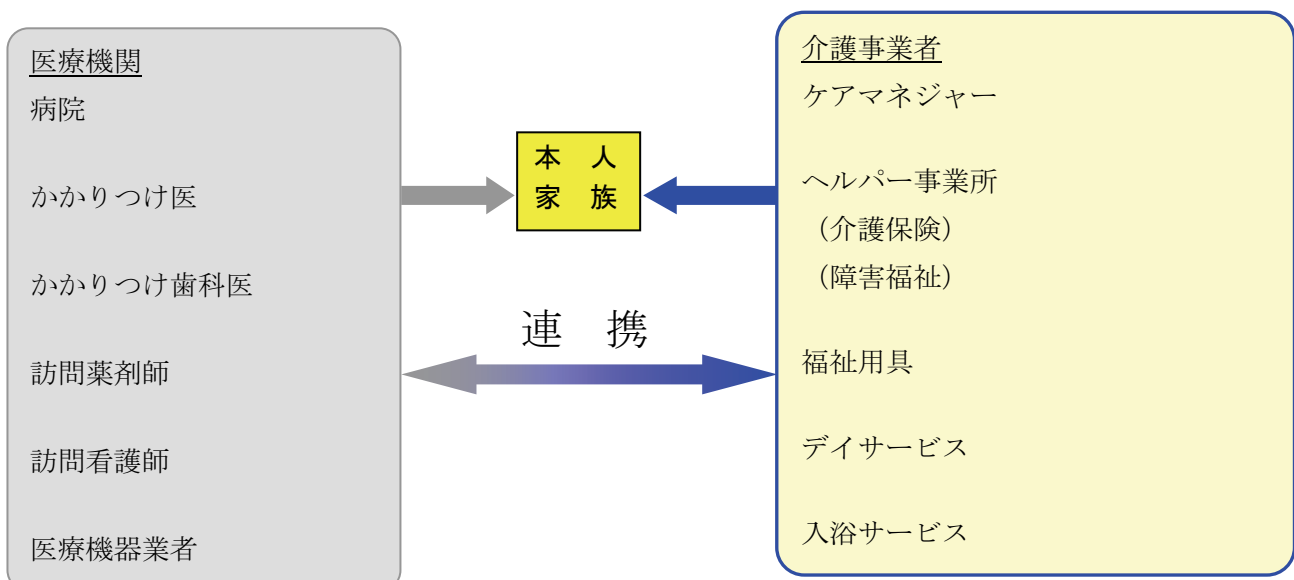 医療機関
病院
かかりつけ医
かかりつけ歯科医
訪問薬剤師
訪問看護師
医療機器業者
本 人
家 族
連 携
介護事業者
ケアマネジャー
ヘルパー事業所
（介護保険）
（障害福祉）
福祉用具
デイサービス
入浴サービス